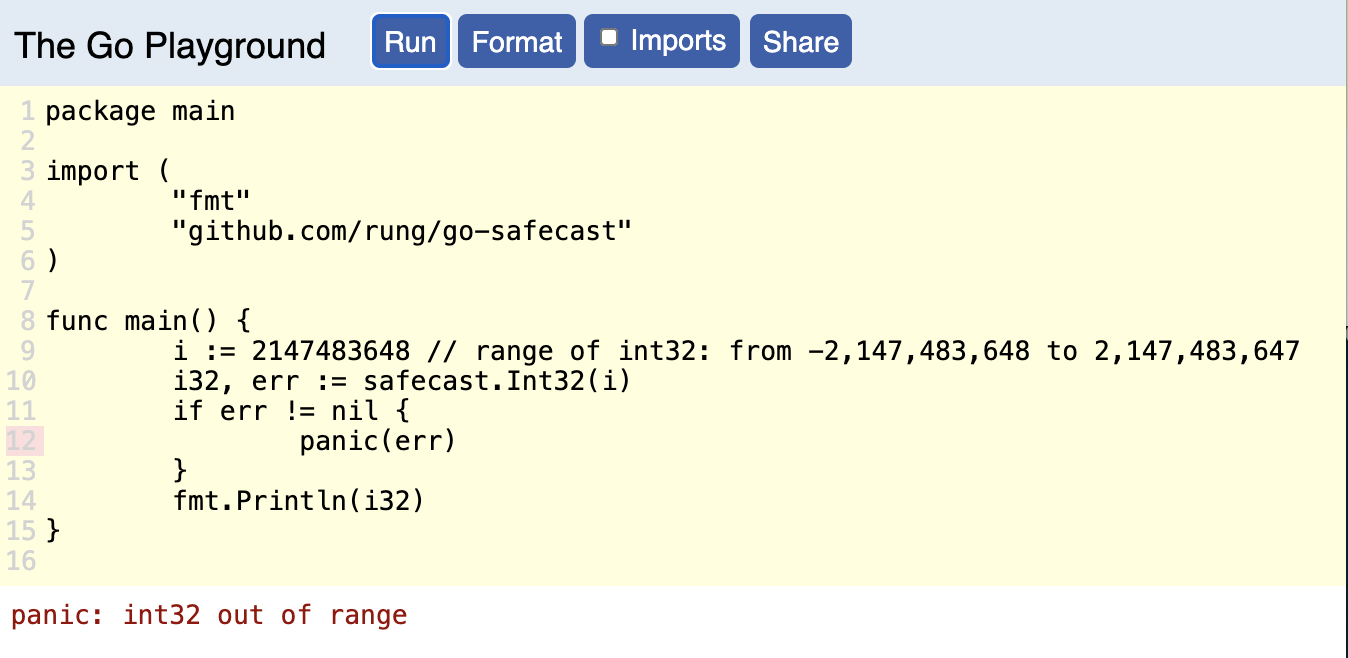 The Go Playground Run Format Imports Share
1 package main
2
3 import (
4 "fmt"
5 "github.com/rung/go-safecast"
6 )
7
8 func main() {
9 i := 2147483648 // range of int32: from -2,147,483,648 to 2,147,483,647
10 i32, err := safecast.Int32(i)
11 if err != nil {
12 panic(err)
13 }
14 fmt.Println(i32)
15 }
16
panic: int32 out of range